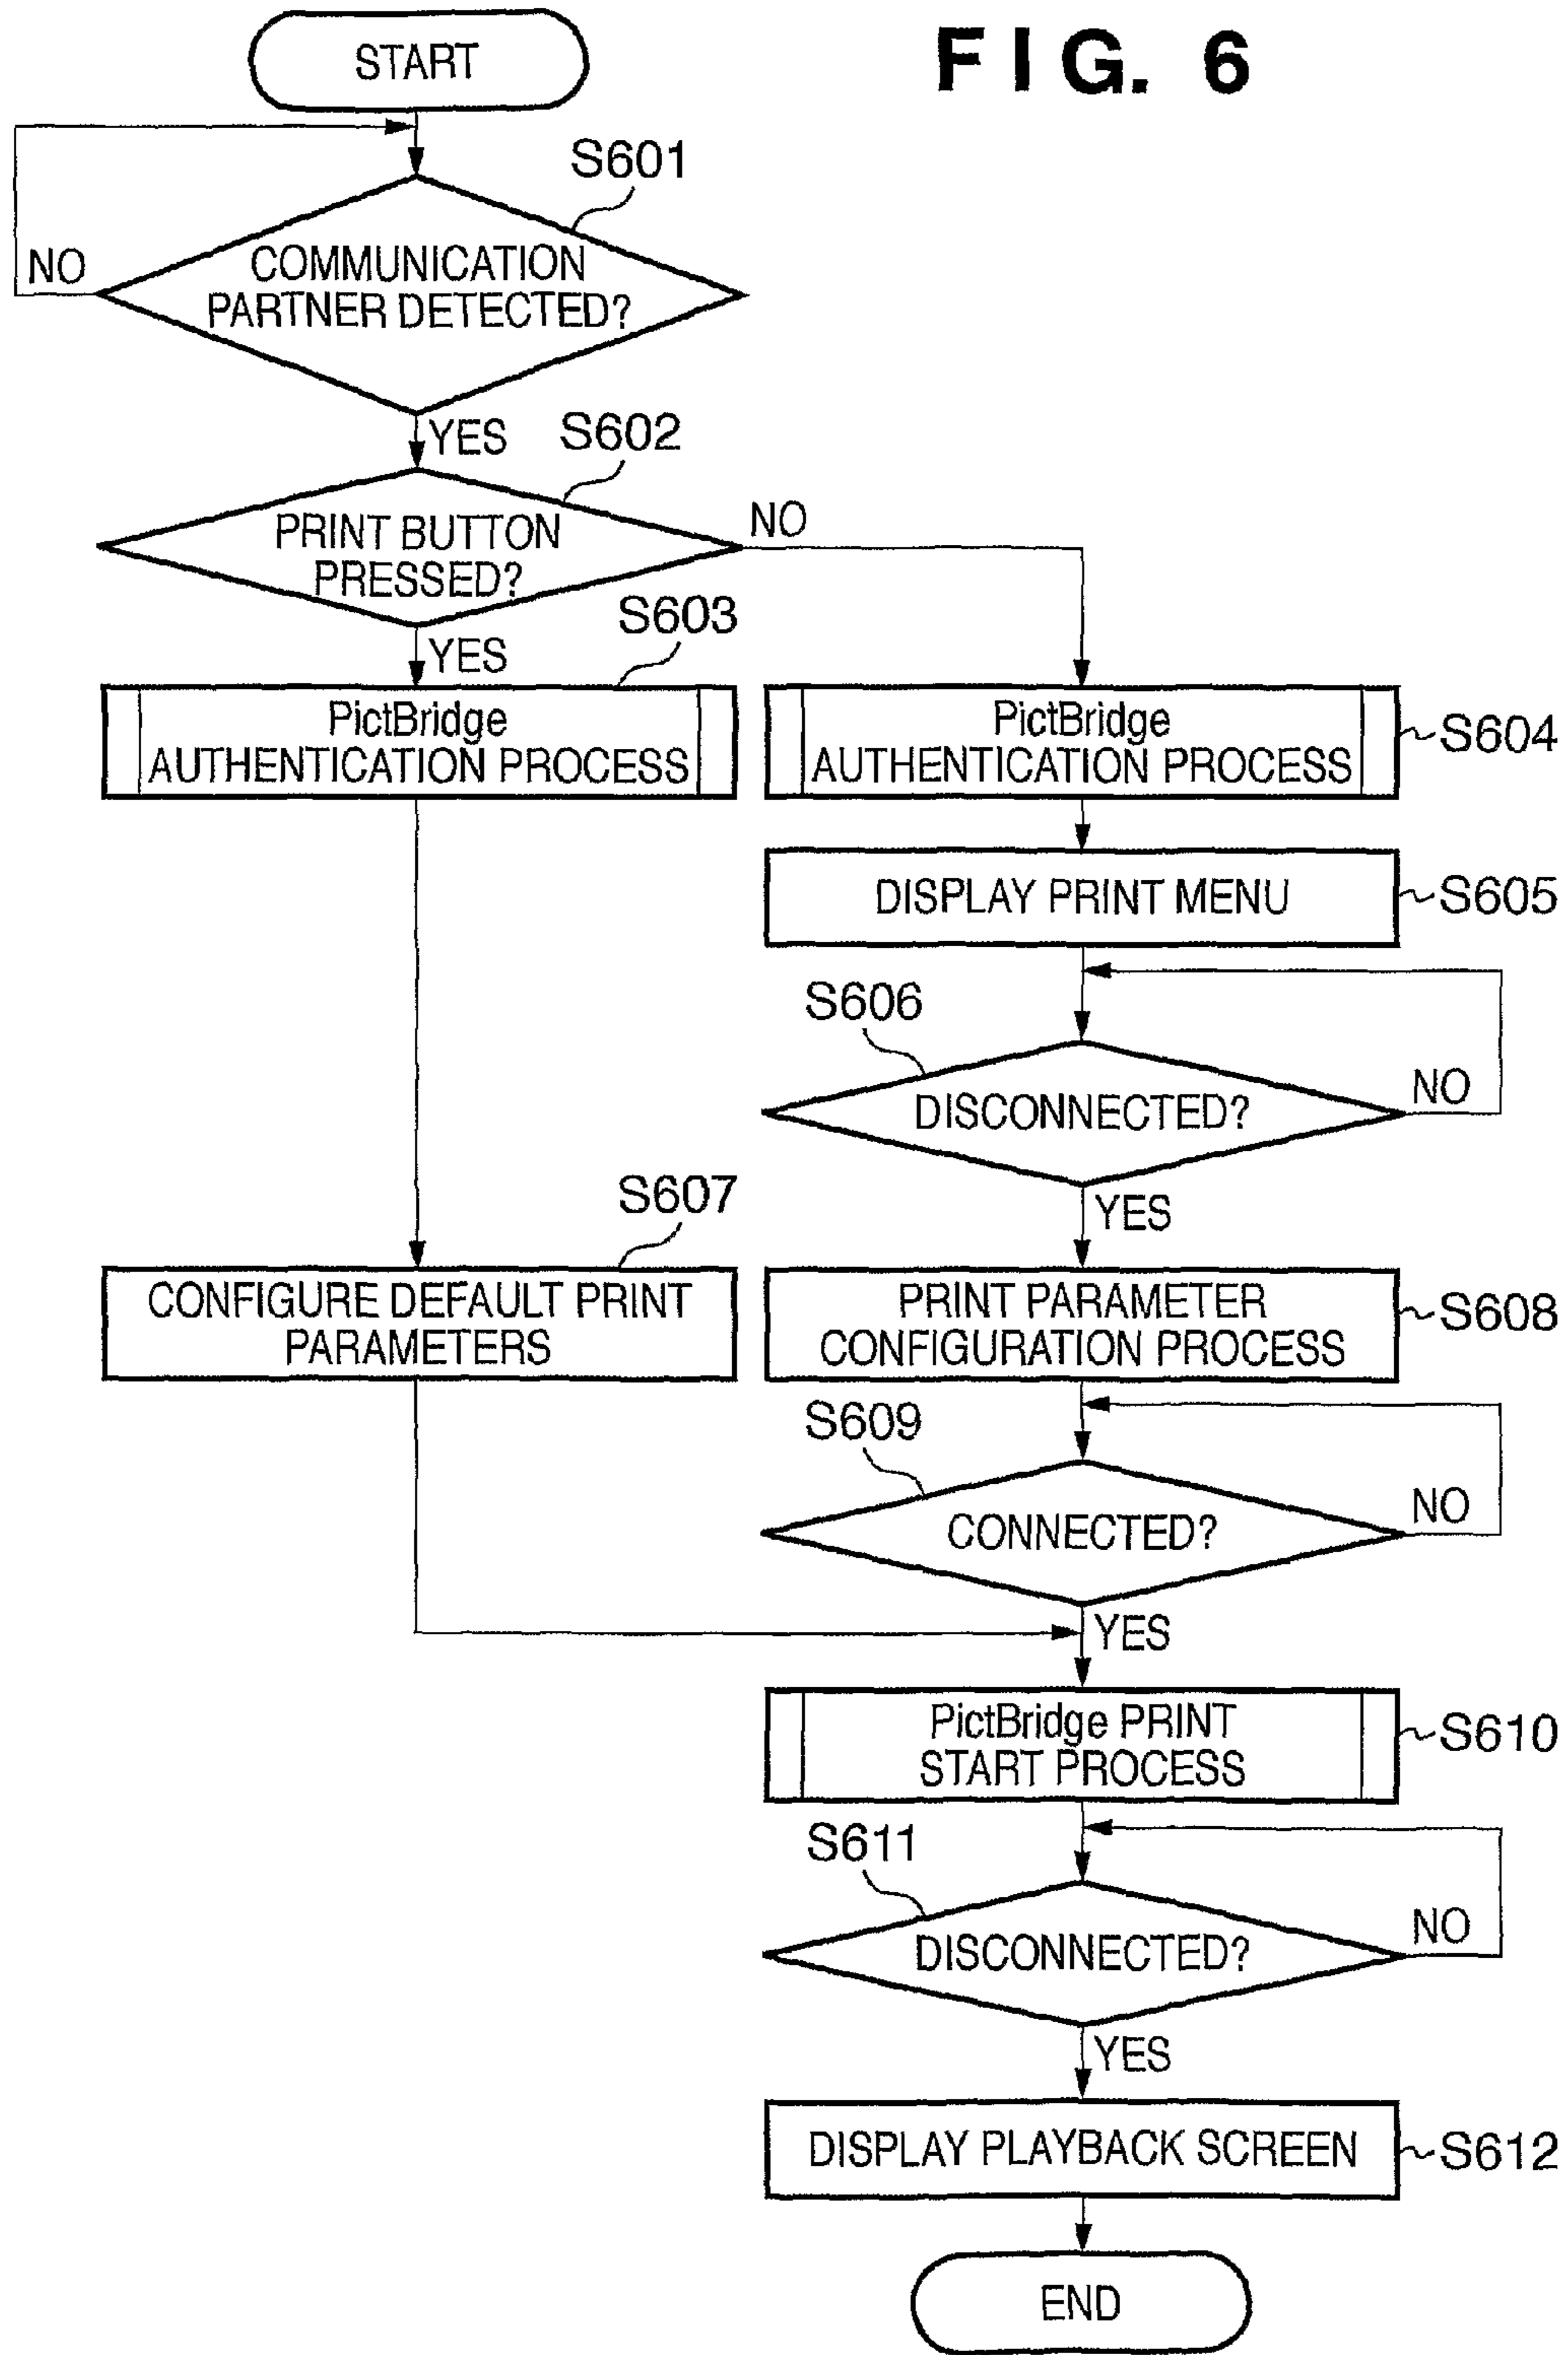 FIG. 6
START
S601
COMMUNICATION
PARTNER DETECTED?
NO
YES
S602
PRINT BUTTON
PRESSED?
NO
YES
S603
PictBridge
AUTHENTICATION PROCESS
PictBridge
AUTHENTICATION PROCESS
S604
DISPLAY PRINT MENU
S605
S606
DISCONNECTED?
NO
YES
S607
CONFIGURE DEFAULT PRINT
PARAMETERS
PRINT PARAMETER
CONFIGURATION PROCESS
S608
S609
CONNECTED?
NO
YES
PictBridge PRINT
START PROCESS
S610
S611
DISCONNECTED?
NO
YES
DISPLAY PLAYBACK SCREEN
S612
END